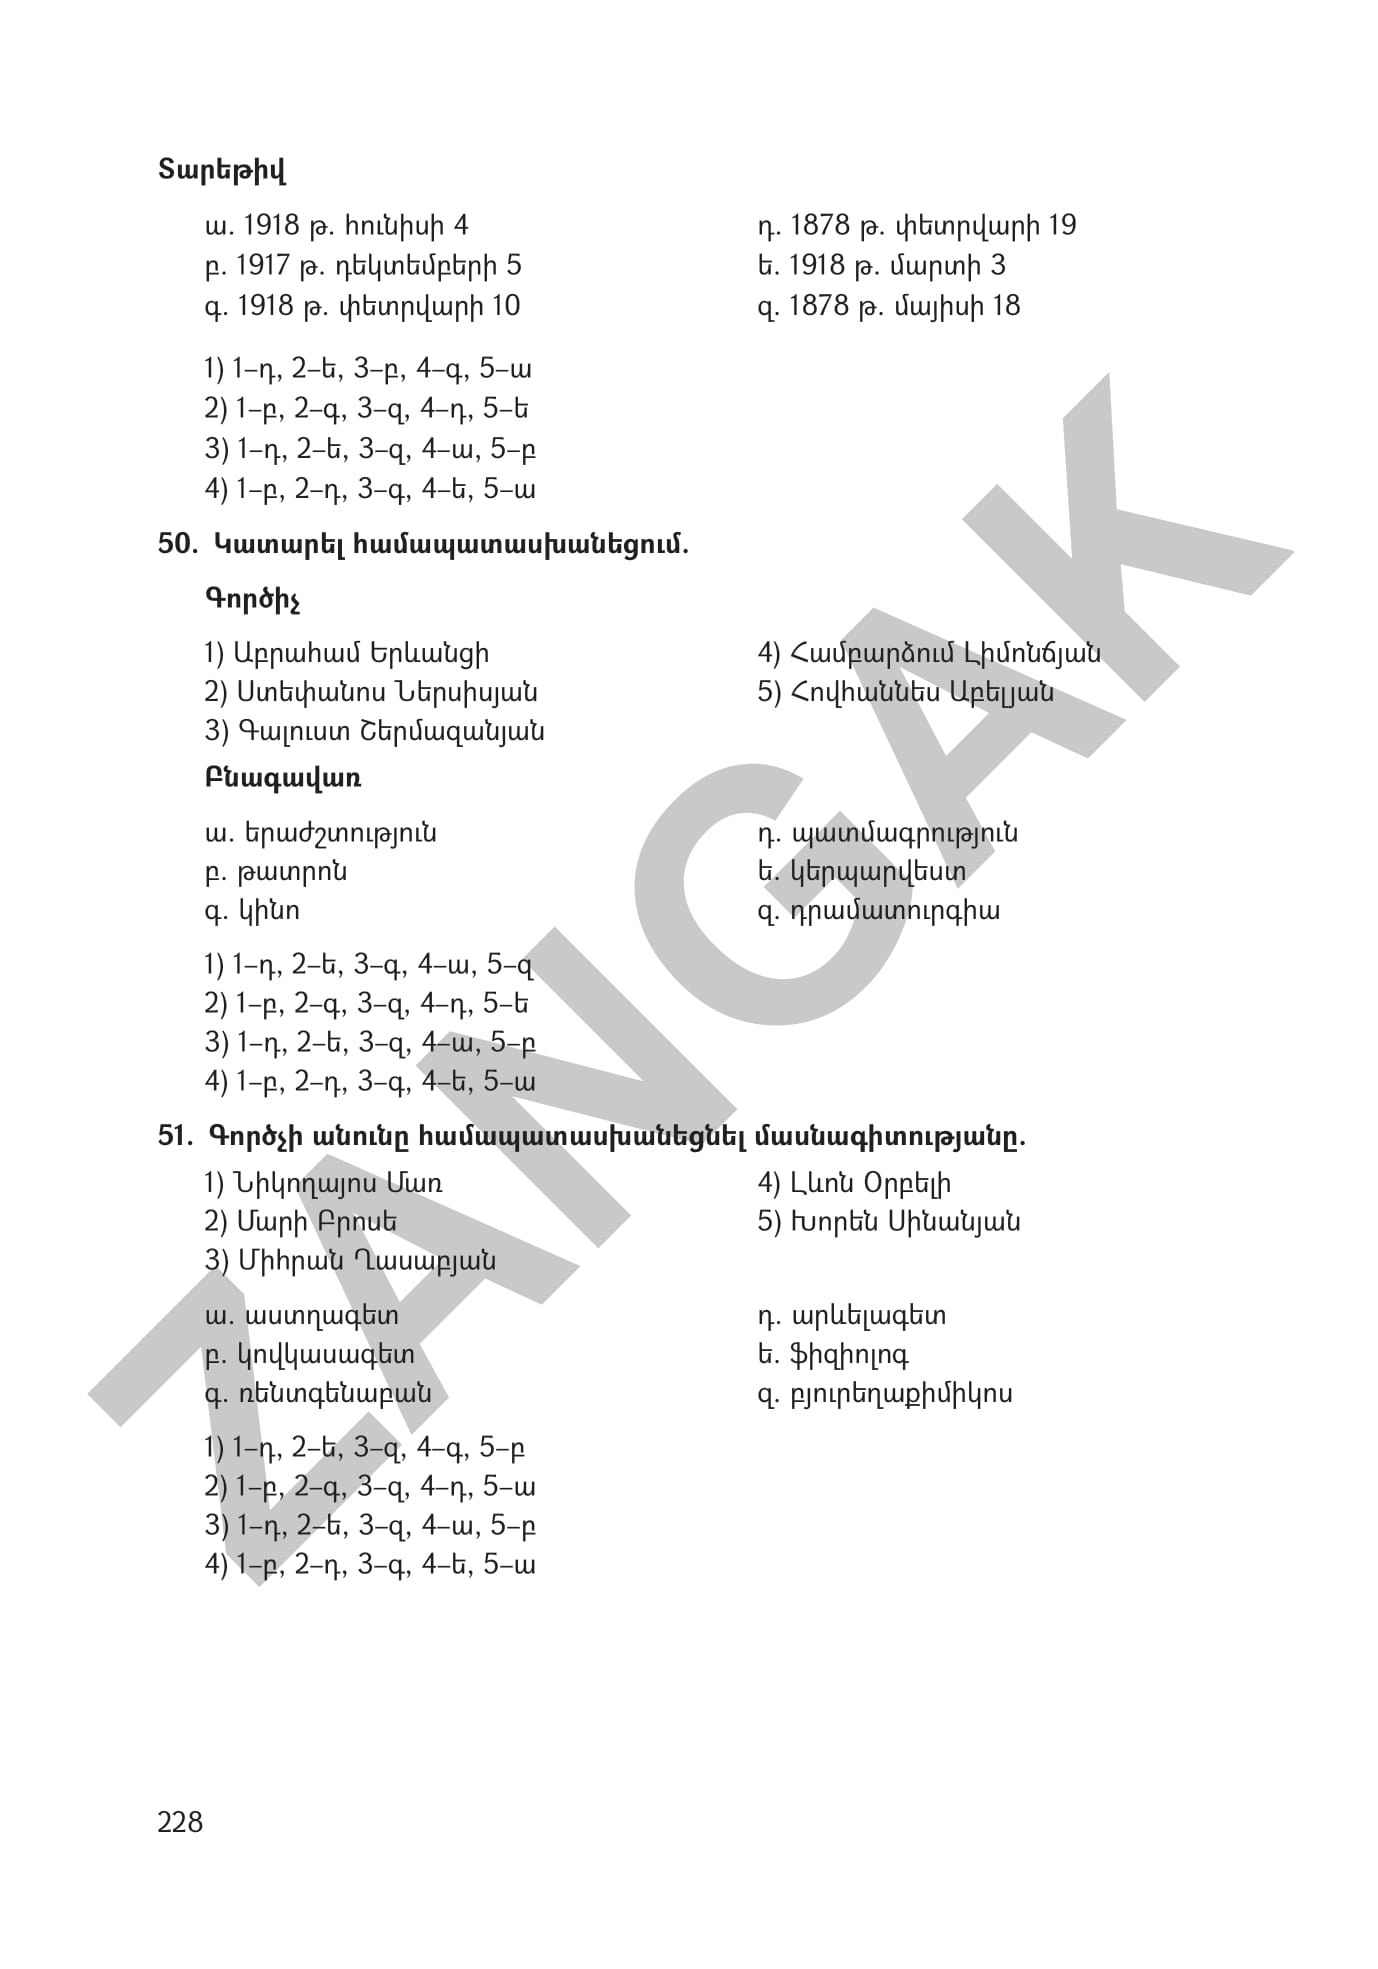 Տարեթիվ
ա. 1918 թ. հունիսի 4
բ. 1917 թ. դեկտեմբերի 5
գ. 1918 թ. փետրվարի 10
դ. 1878 թ. փետրվարի 19
ե. 1918 թ. մարտի 3
զ. 1878 թ. մայիսի 18
1) 1–դ, 2–ե, 3–բ, 4–գ, 5–ա
2) 1–բ, 2–գ, 3–զ, 4–դ, 5–ե
3) 1–դ, 2–ե, 3–զ, 4–ա, 5–բ
4) 1–բ, 2–դ, 3–գ, 4–ե, 5–ա
50. Կատարել համապատասխանեցում.
Գործիչ
1) Աբրահամ Երևանցի
2) Ստեփանոս Ներսիսյան
3) Գալուստ Շերմազանյան
4) Համբարձում Լիմոնճյան
5) Հովհաննես Աբելյան
Բնագավառ
ա. երաժշտություն
բ. թատրոն
գ. կինո
դ. պատմագրություն
ե. կերպարվեստ
զ. դրամատուրգիա
1) 1–դ, 2–ե, 3–գ, 4–ա, 5–զ
2) 1–բ, 2–գ, 3–զ, 4–դ, 5–ե
3) 1–դ, 2–ե, 3–զ, 4–ա, 5–բ
4) 1–բ, 2–դ, 3–գ, 4–ե, 5–ա
51. Գործչի անունը համապատասխանեցնել մասնագիտությանը.
1) Նիկողայոս Մառ
2) Մարի Բրոսե
3) Միհրան Ղասաբյան
4) Լևոն Օրբելի
5) Խորեն Սինանյան
ա. աստղագետ
բ. կովկասագետ
գ. ռենտգենաբան
դ. արևելագետ
ե. ֆիզիոլոգ
զ. բյուրեղաքիմիկոս
1) 1–դ, 2–ե, 3–զ, 4–գ, 5–բ
2) 1–բ, 2–գ, 3–զ, 4–դ, 5–ա
3) 1–դ, 2–ե, 3–զ, 4–ա, 5–բ
4) 1–բ, 2–դ, 3–գ, 4–ե, 5–ա
228
ZANGAK